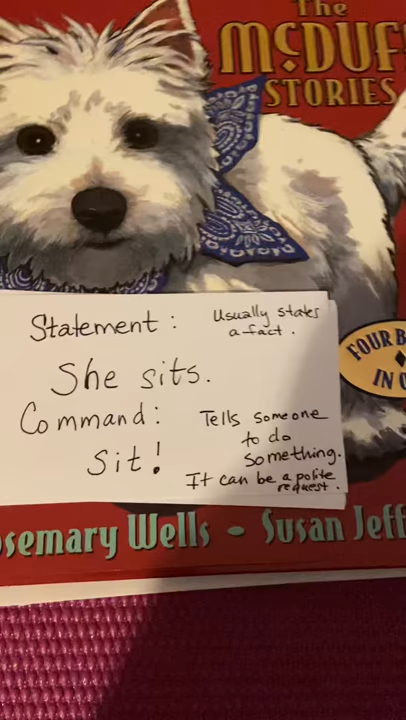 The
McDUF
STORIES
Statement: Usually states
a fact.
She sits.
Command: Tells someone
to do
Sit! something.
It can be a polite
request.
FOUR B
IN O
osemary Wells • Susan Jeff